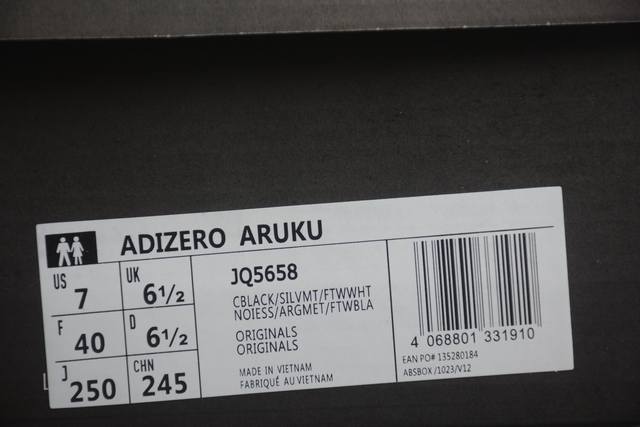 ADIZERO ARUKU
US 7
UK 6½
F 40
D 6½
J 250
CHN 245
JQ5658
CBLACK/SILVMT/FTWWHT
NOIESS/ARGMET/FTWBLA
ORIGINALS
ORIGINALS
MADE IN VIETNAM
FABRIQUÉ AU VIETNAM
4 068801 331910
EAN PO# 135280184
ABSBOX /1023/V12